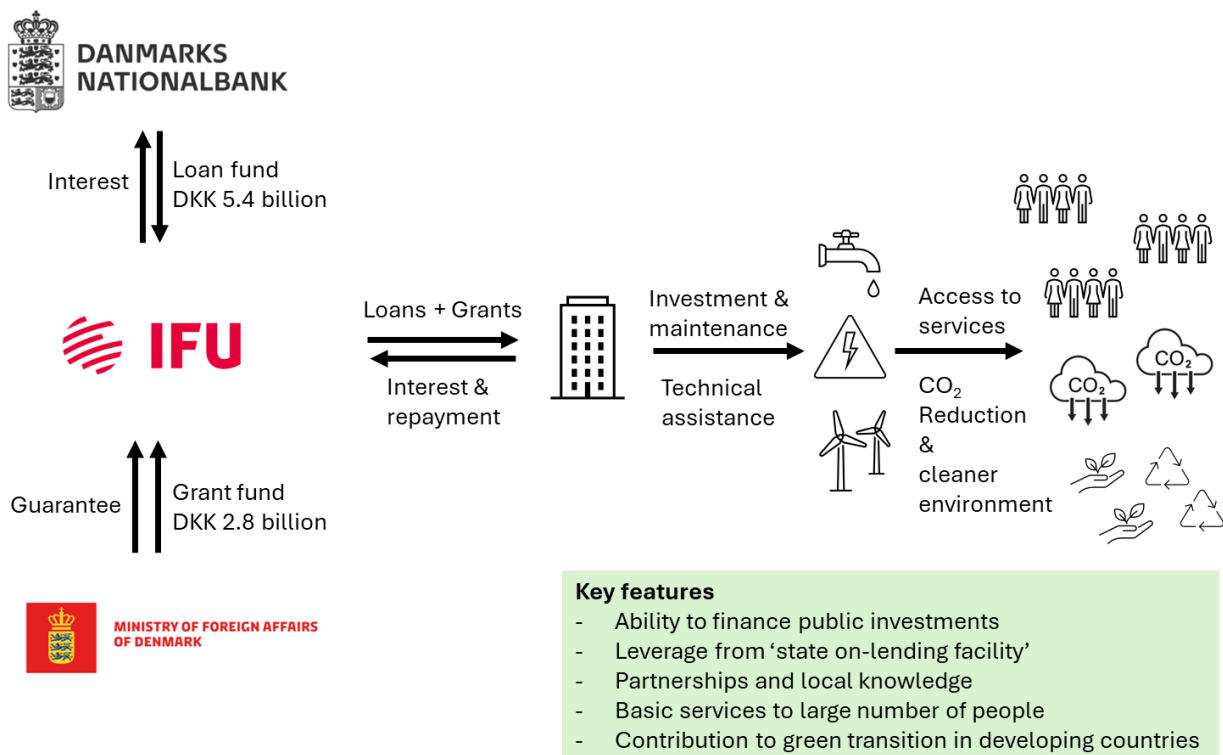 DANMARKS
NATIONALBANK
Interest
Loan fund
DKK 5.4 billion
IFU
Loans + Grants
Interest &
repayment
Investment &
maintenance
Technical
assistance
Access to
services
CO₂
Reduction
&
cleaner
environment
CO₂
CO₂
Guarantee
Grant fund
DKK 2.8 billion
MINISTRY OF FOREIGN AFFAIRS
OF DENMARK
Key features
- Ability to finance public investments
- Leverage from ‘state on-lending facility’
- Partnerships and local knowledge
- Basic services to large number of people
- Contribution to green transition in developing countries